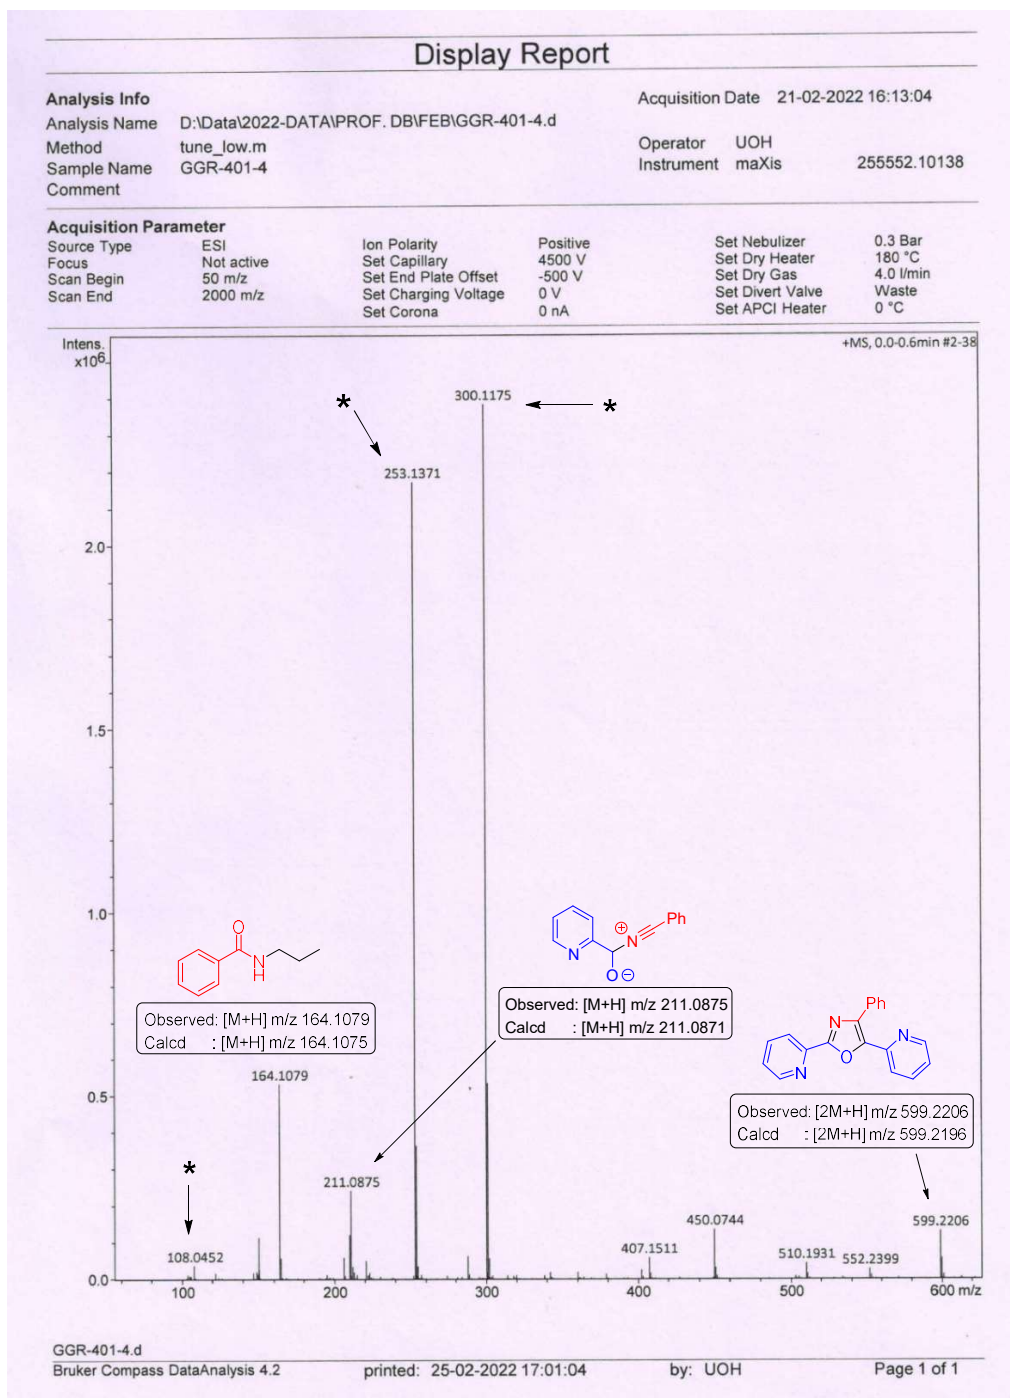 Display Report
Analysis Info
Acquisition Date 21-02-2022 16:13:04
Analysis Name D:\Data\2022-DATA\PROF. DB\FEB\GGR-401-4.d
Method tune_low.m
Operator UOH
Sample Name GGR-401-4
Instrument maXis 255552.10138
Comment
Acquisition Parameter
Source Type ESI Ion Polarity Positive Set Nebulizer 0.3 Bar
Focus Not active Set Capillary 4500 V Set Dry Heater 180 °C
Scan Begin 50 m/z Set End Plate Offset -500 V Set Dry Gas 4.0 l/min
Scan End 2000 m/z Set Charging Voltage 0 V Set Divert Valve Waste
Set Corona 0 nA Set APCI Heater 0 °C
Intens.
x10⁶
+MS, 0.0-0.6min #2-38
*
300.1175
*
253.1371
2.0
1.5
1.0
O
N
H
N
O
⊖
⊕
N
Ph
Observed: [M+H] m/z 164.1079
Calcd : [M+H] m/z 164.1075
Observed: [M+H] m/z 211.0875
Calcd : [M+H] m/z 211.0871
Ph
N
O
N
N
Observed: [2M+H] m/z 599.2206
Calcd : [2M+H] m/z 599.2196
164.1079
0.5
*
211.0875
108.0452
450.0744
599.2206
407.1511
510.1931
552.2399
0.0
100 200 300 400 500 600 m/z
GGR-401-4.d
Bruker Compass DataAnalysis 4.2 printed: 25-02-2022 17:01:04 by: UOH Page 1 of 1